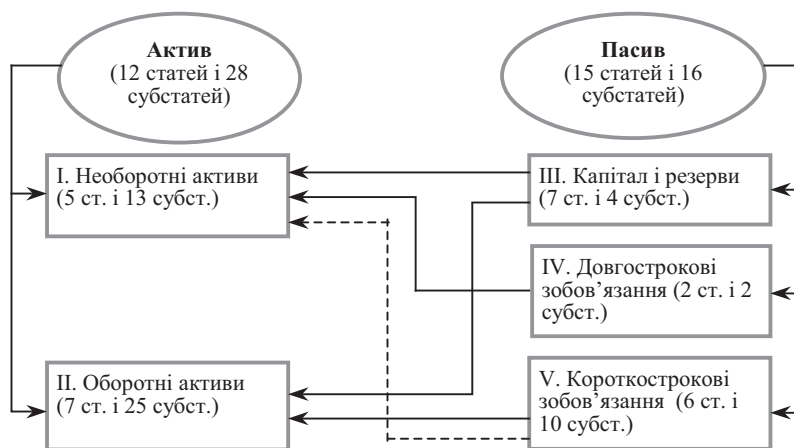 Актив
(12 статей і 28
субстатей)
Пасив
(15 статей і 16
субстатей)
І. Необоротні активи
(5 ст. і 13 субст.)
ІІІ. Капітал і резерви
(7 ст. і 4 субст.)
IV. Довгострокові
зобов’язання (2 ст. і 2
субст.)
ІІ. Оборотні активи
(7 ст. і 25 субст.)
V. Короткострокові
зобов’язання (6 ст. і
10 субст.)